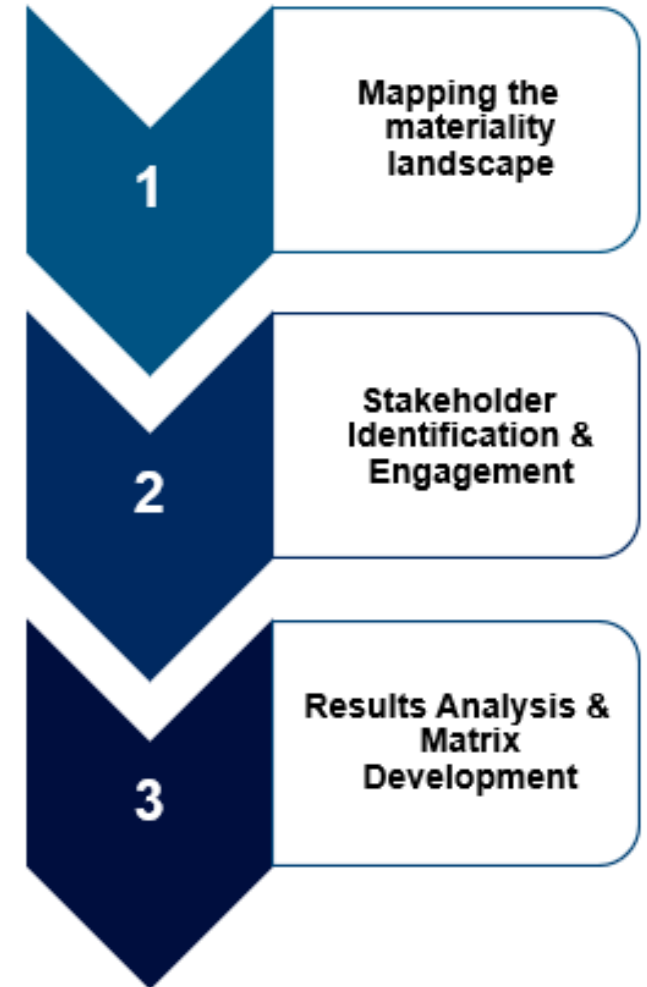 1
Mapping the
materiality
landscape
2
Stakeholder
Identification &
Engagement
3
Results Analysis &
Matrix
Development